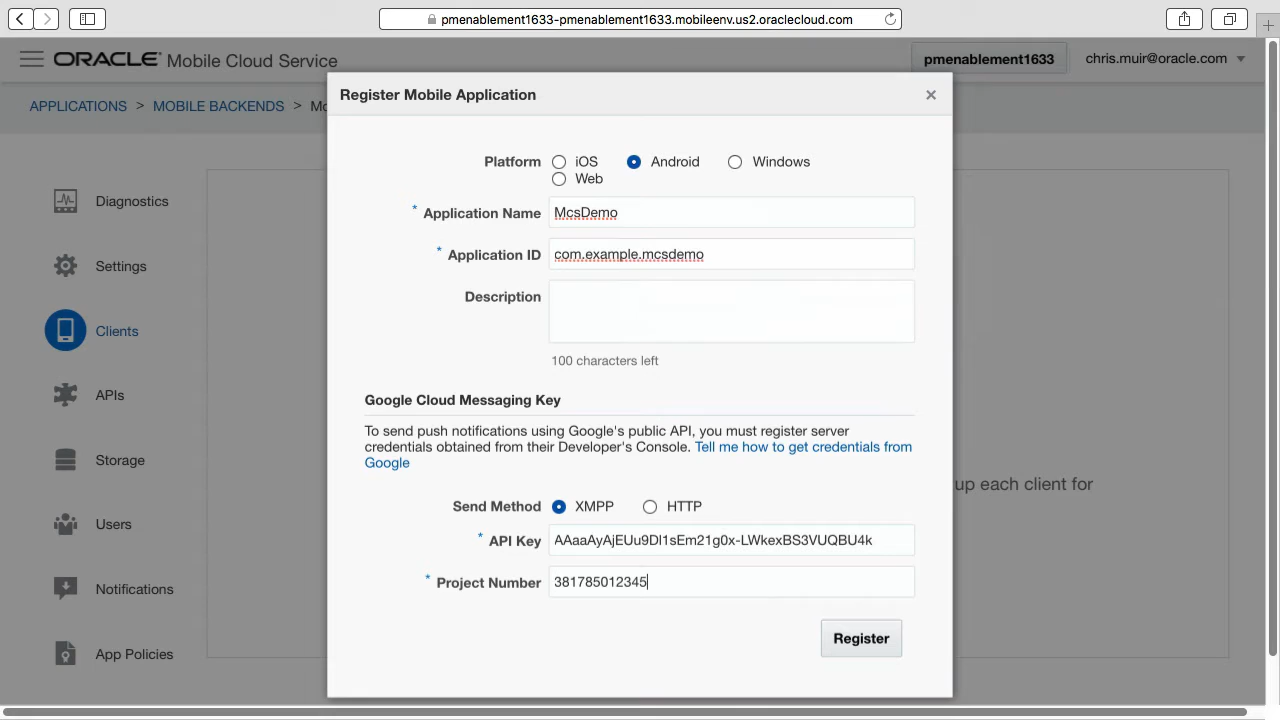 pmenablement1633-pmenablement1633.mobileenv.us2.oraclecloud.com
ORACLE Mobile Cloud Service
pmenablement1633
chris.muir@oracle.com
APPLICATIONS > MOBILE BACKENDS > Mc
Register Mobile Application
Platform iOS Android Windows
Web
* Application Name McsDemo
* Application ID com.example.mcsdemo
Description
100 characters left
Google Cloud Messaging Key
To send push notifications using Google's public API, you must register server
credentials obtained from their Developer's Console. Tell me how to get credentials from
Google
Send Method XMPP HTTP
* API Key AAaaAyAjEUu9Dl1sEm21g0x-LWkexBS3VUQBU4k
* Project Number 381785012345
Register
Diagnostics
Settings
Clients
APIs
Storage
Users
Notifications
App Policies
up each client for